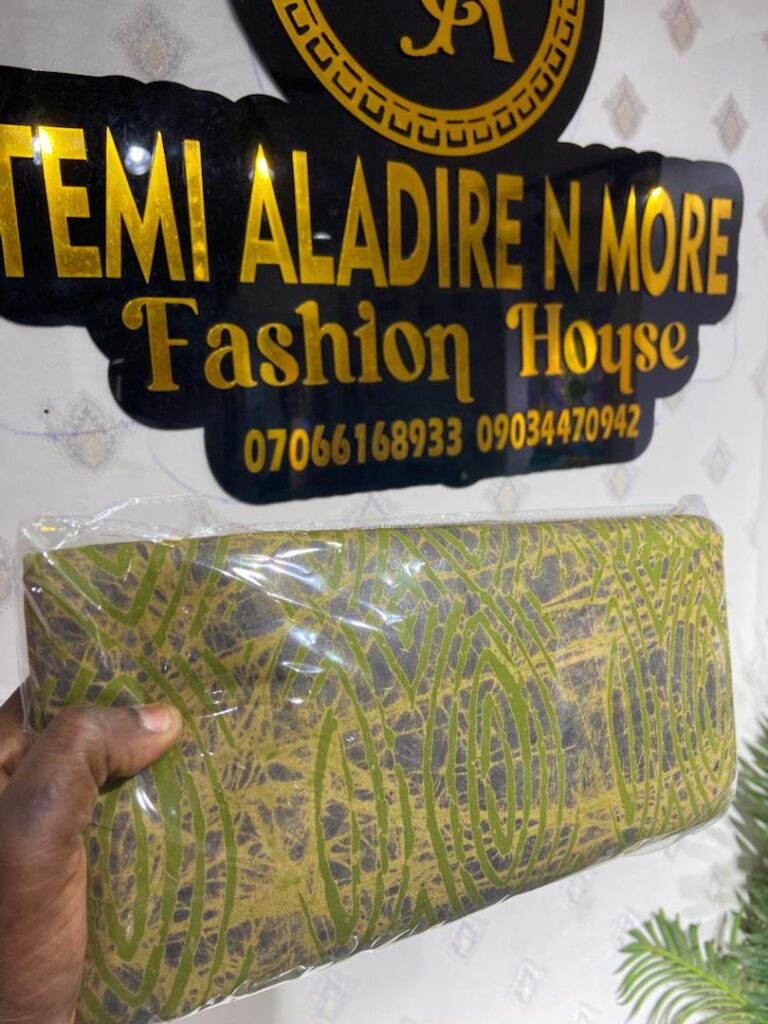 TEMI ALADIRE N MORE
Fashion House
07066168933 09034470942